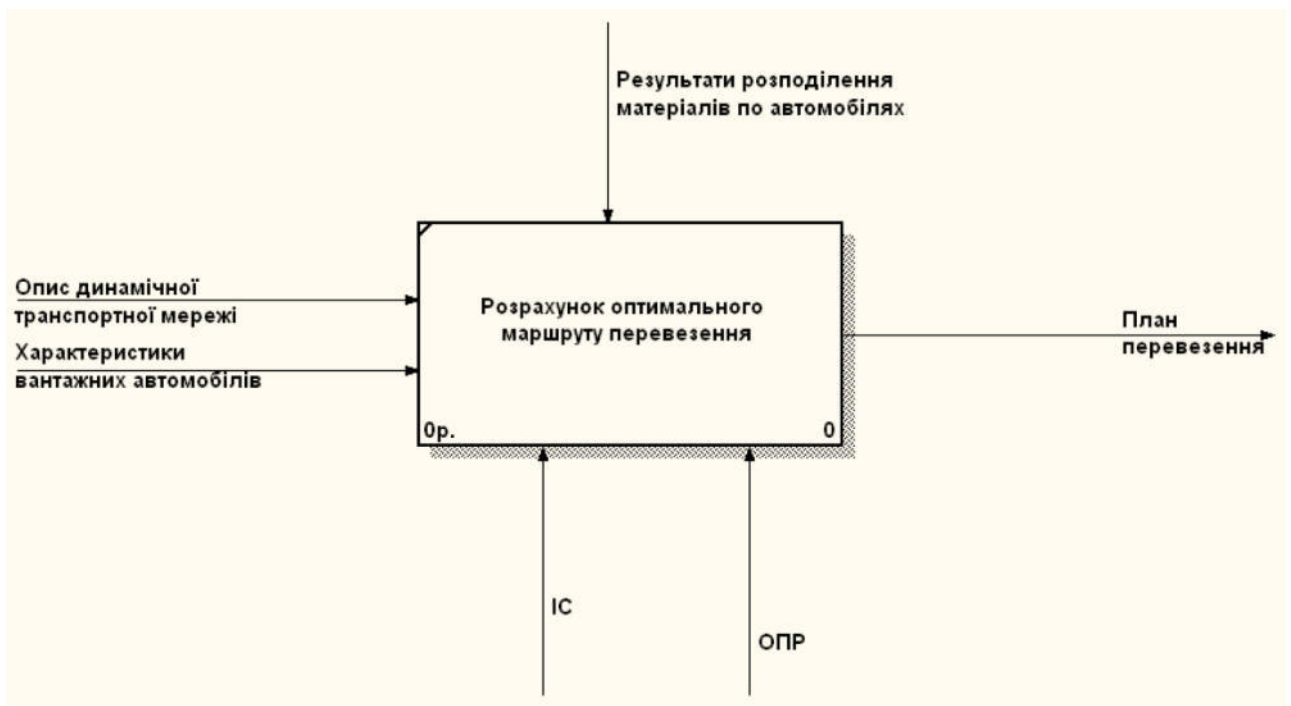 Результати розподілення
матеріалів по автомобілях
Опис динамічної
транспортної мережі
Характеристики
вантажних автомобілів
Розрахунок оптимального
маршруту перевезення
0р.
0
План
перевезення
ІС
ОПР